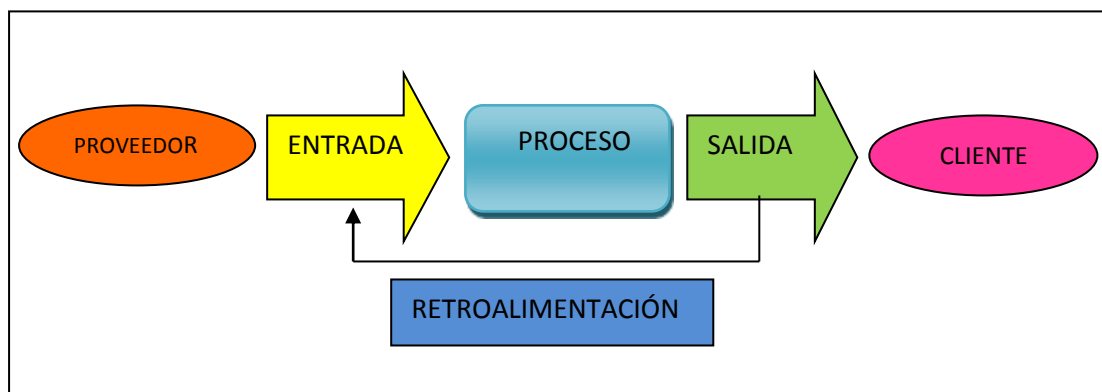 PROVEEDOR
ENTRADA
PROCESO
SALIDA
CLIENTE
RETROALIMENTACIÓN